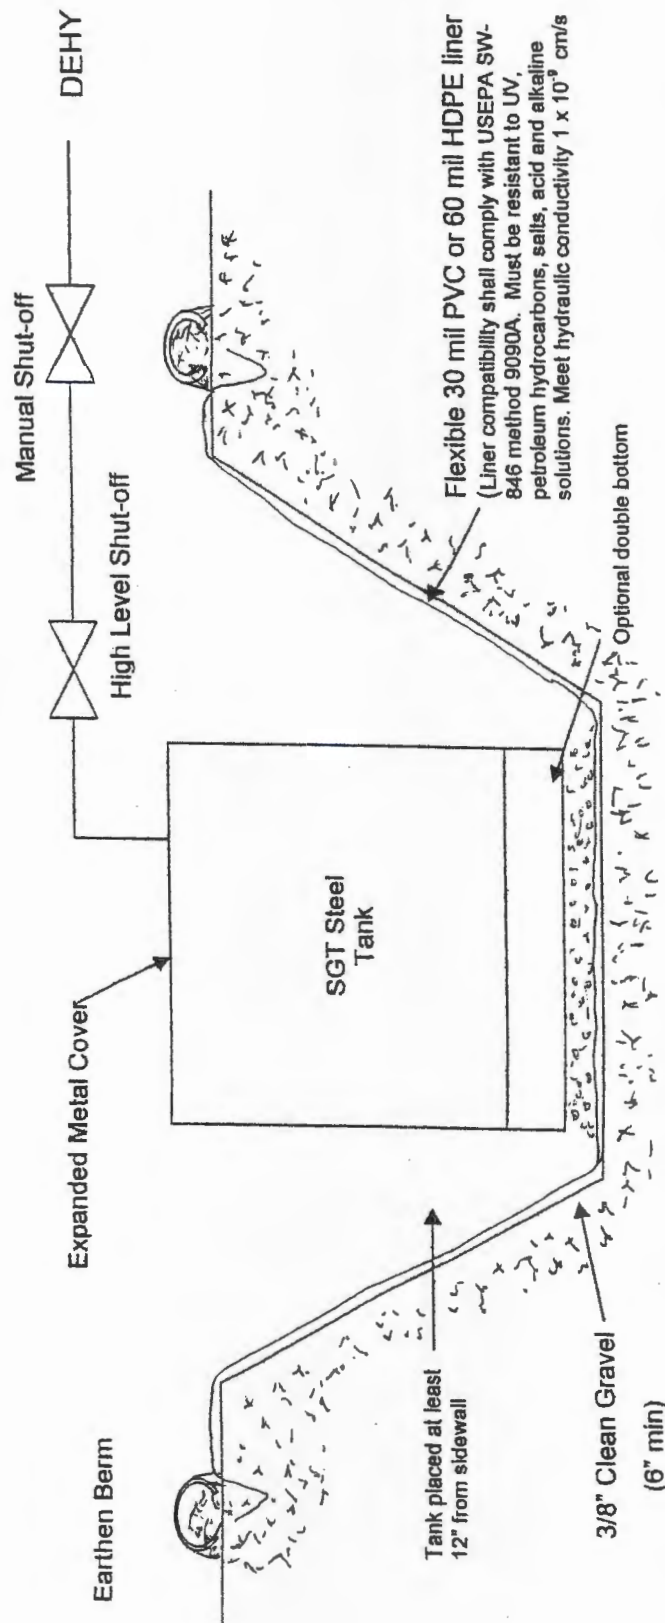 DEHY
Manual Shut-off
High Level Shut-off
Expanded Metal Cover
Earthen Berm
SGT Steel
Tank
Flexible 30 mil PVC or 60 mil HDPE liner
(Liner compatibility shall comply with USEPA SW-
846 method 9090A. Must be resistant to UV,
petroleum hydrocarbons, salts, acid and alkaline
solutions. Meet hydraulic conductivity 1 x 10⁻⁹ cm/s
Optional double bottom
Tank placed at least
12" from sidewall
3/8" Clean Gravel
(6" min)